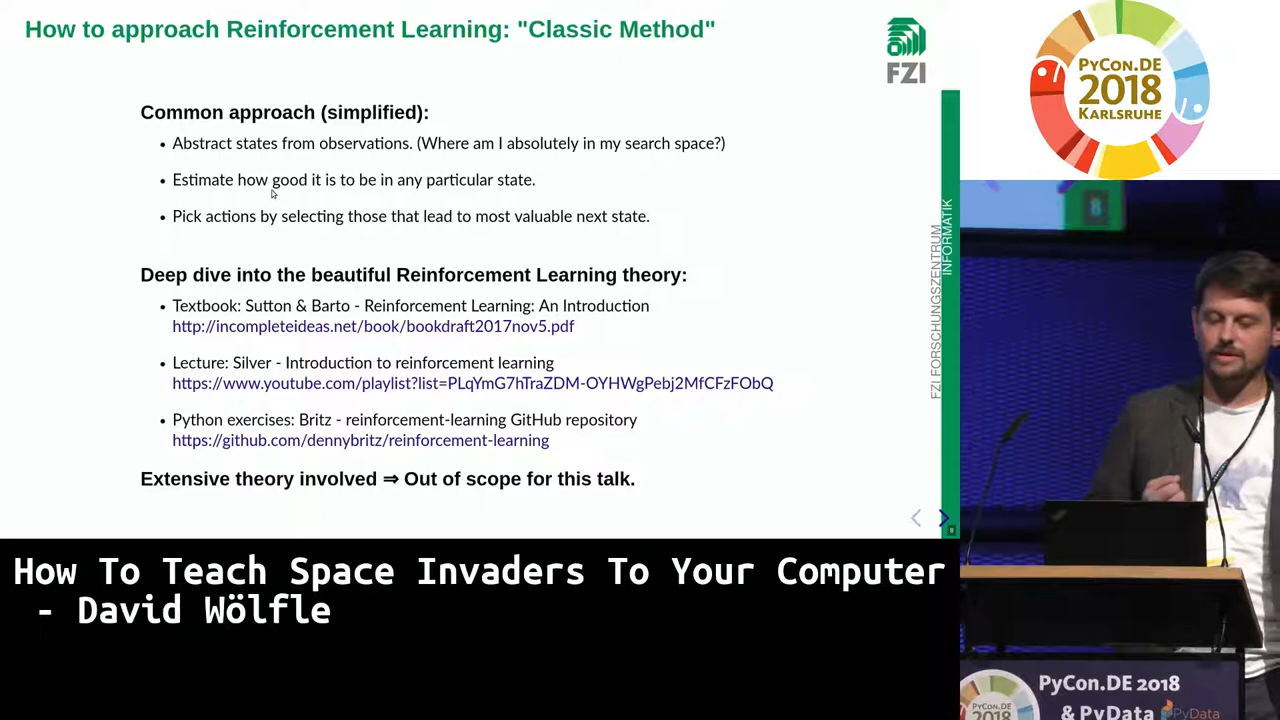 How to approach Reinforcement Learning: "Classic Method"
FZI
Common approach (simplified):
• Abstract states from observations. (Where am I absolutely in my search space?)
• Estimate how good it is to be in any particular state.
• Pick actions by selecting those that lead to most valuable next state.
Deep dive into the beautiful Reinforcement Learning theory:
• Textbook: Sutton & Barto - Reinforcement Learning: An Introduction
http://incompleteideas.net/book/bookdraft2017nov5.pdf
• Lecture: Silver - Introduction to reinforcement learning
https://www.youtube.com/playlist?list=PLqYmG7hTraZDM-OYHWgPebj2MfCFzFObQ
• Python exercises: Britz - reinforcement-learning GitHub repository
https://github.com/dennybritz/reinforcement-learning
Extensive theory involved ⇒ Out of scope for this talk.
FZI FORSCHUNGSZENTRUM
INFORMATIK
8
PYCON.DE
2018
KARLSRUHE
8
How To Teach Space Invaders To Your Computer
- David Wölfle
PYCON.DE
2018
PyCon.DE 2018
& PyData
PyData